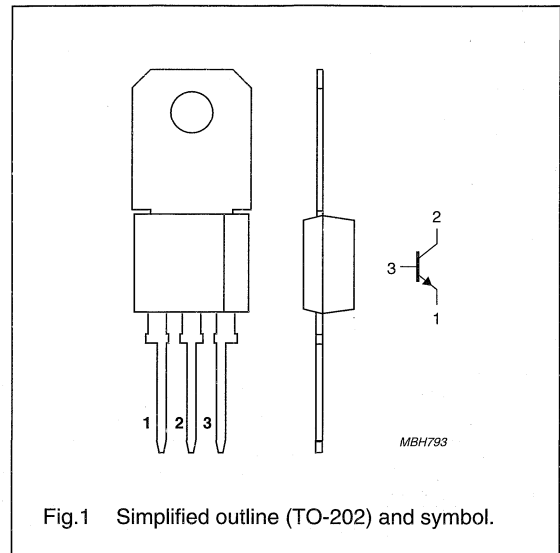 2
3
1
1 2 3
MBH793
Fig.1 Simplified outline (TO-202) and symbol.